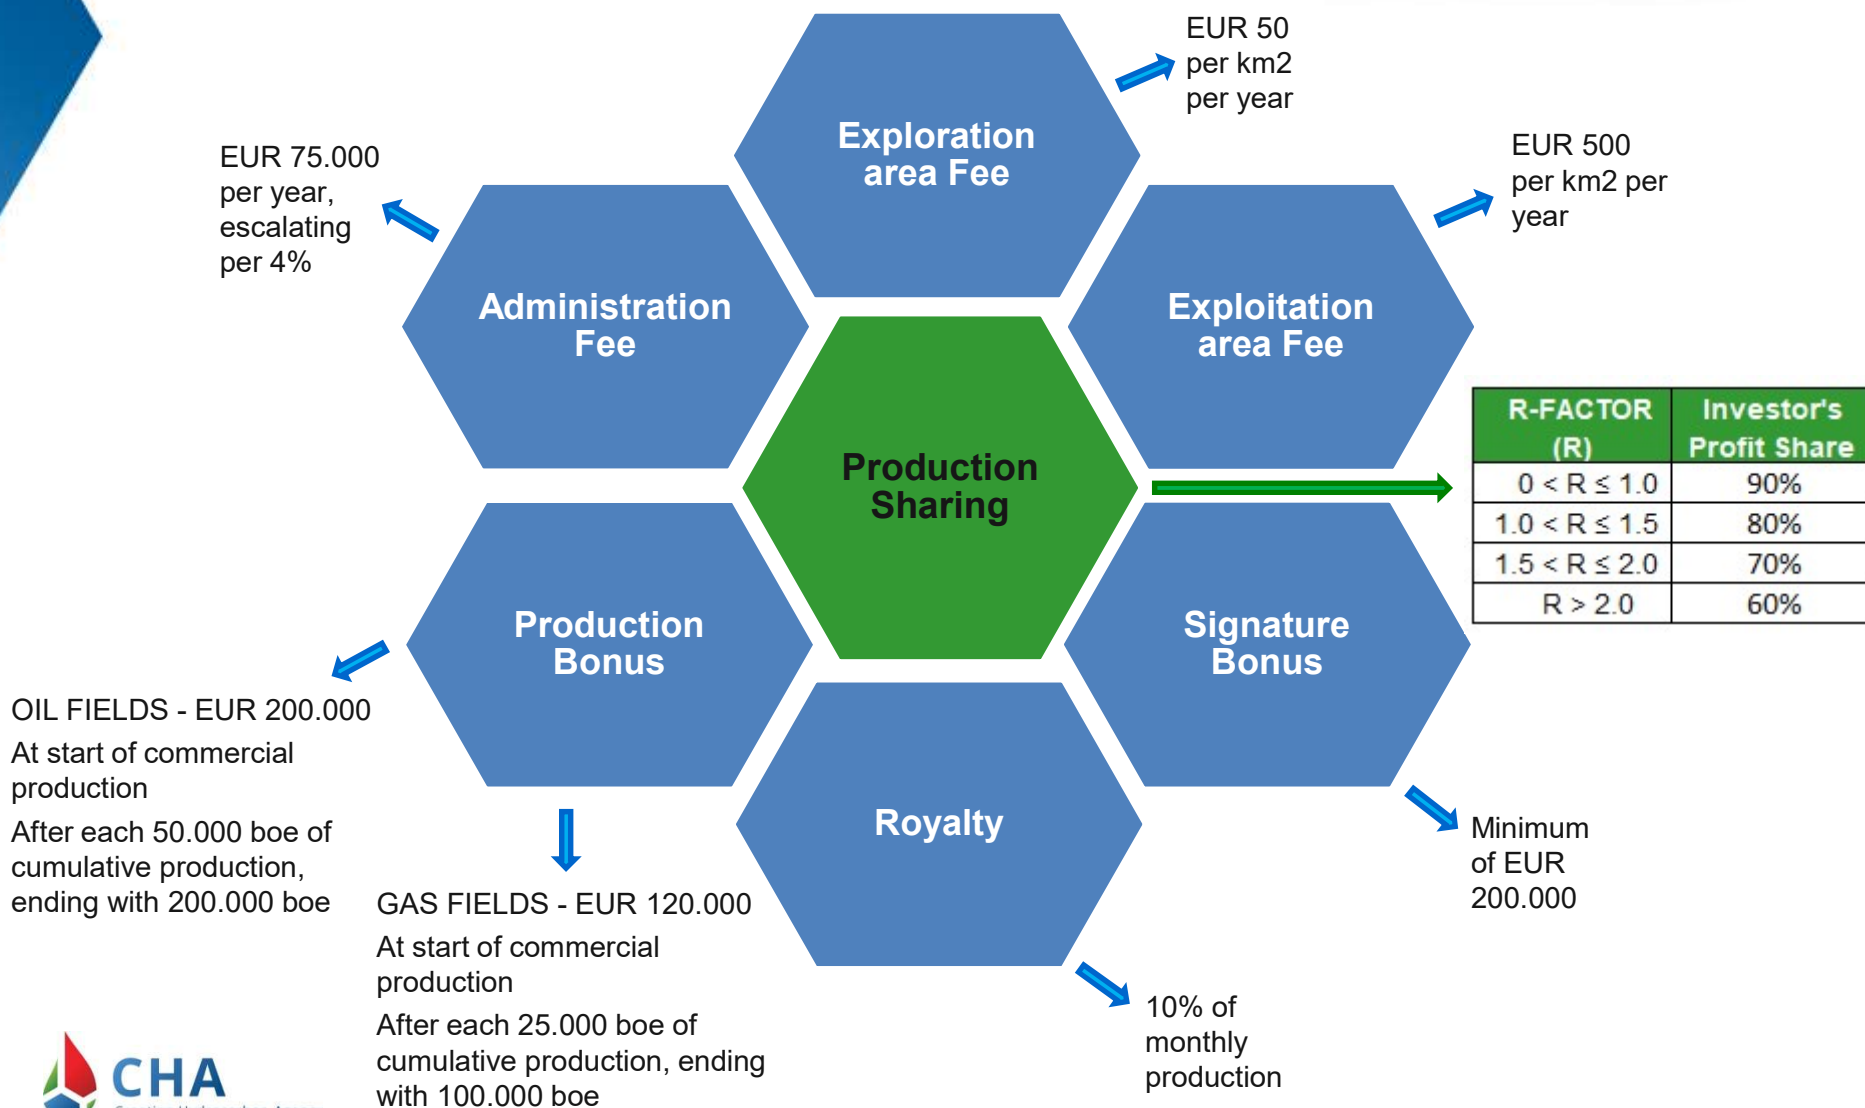 EUR 50
per km2
per year
Exploration
area Fee
EUR 500
per km2 per
year
EUR 75.000
per year,
escalating
per 4%
Administration
Fee
Exploitation
area Fee
Production
Sharing
R-FACTOR (R) Investor's Profit Share
0 < R ≤ 1.0 90%
1.0 < R ≤ 1.5 80%
1.5 < R ≤ 2.0 70%
R > 2.0 60%
Production
Bonus
Signature
Bonus
OIL FIELDS - EUR 200.000
At start of commercial
production
After each 50.000 boe of
cumulative production,
ending with 200.000 boe
GAS FIELDS - EUR 120.000
At start of commercial
production
After each 25.000 boe of
cumulative production, ending
with 100.000 boe
Royalty
Minimum
of EUR
200.000
10% of
monthly
production
CHA